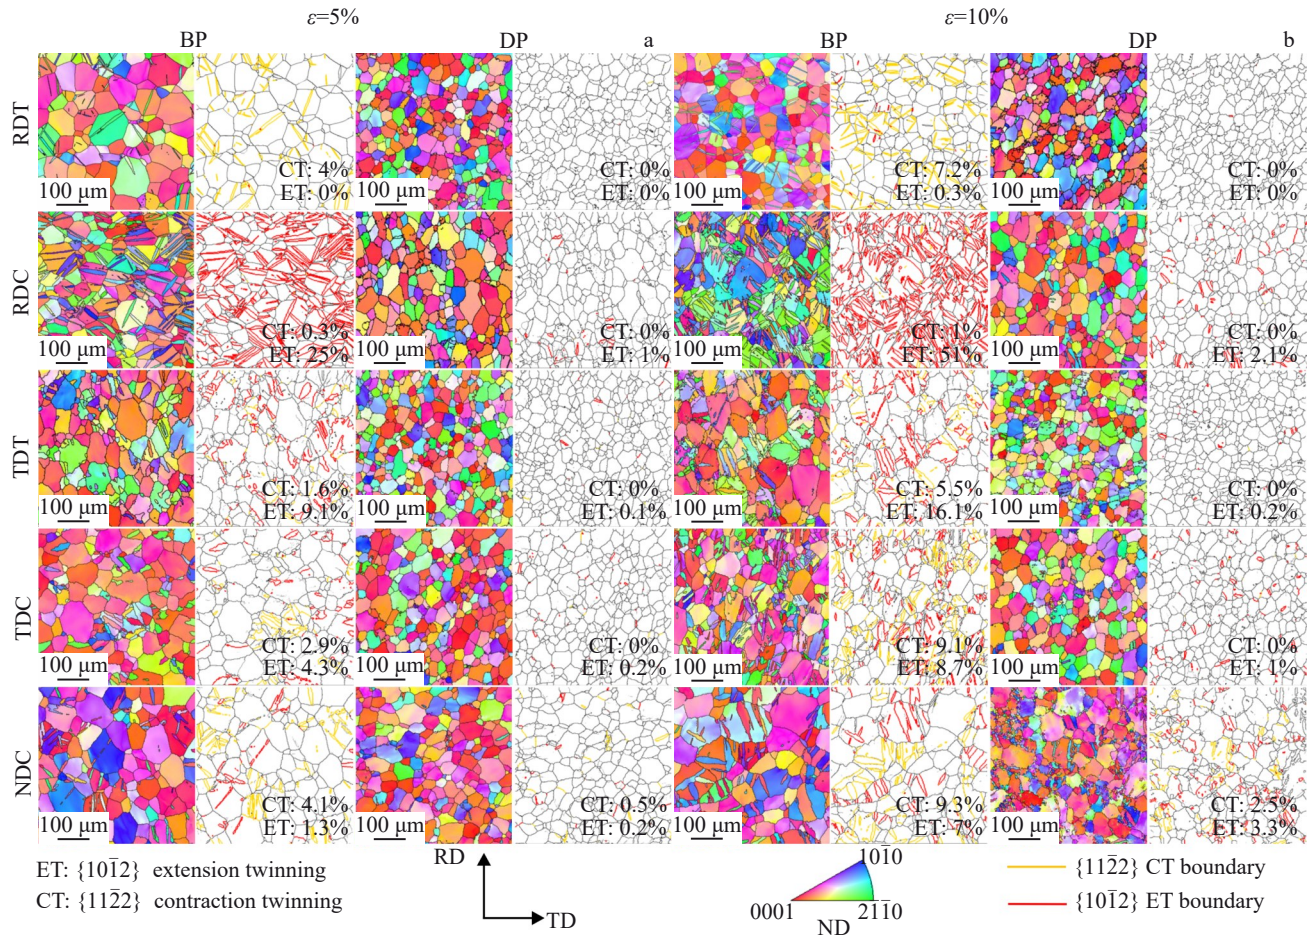 ε=5% ε=10%
BP DP a BP DP b
RDT
CT: 4% CT: 0% CT: 7.2% CT: 0%
ET: 0% ET: 0% ET: 0.3% ET: 0%
100 μm 100 μm 100 μm 100 μm
RDC
CT: 0.3% CT: 0% CT: 1% CT: 0%
ET: 25% ET: 1% ET: 51% ET: 2.1%
100 μm 100 μm 100 μm 100 μm
TDT
CT: 1.6% CT: 0% CT: 5.5% CT: 0%
ET: 9.1% ET: 0.1% ET: 16.1% ET: 0.2%
100 μm 100 μm 100 μm 100 μm
TDC
CT: 2.9% CT: 0% CT: 9.1% CT: 0%
ET: 4.3% ET: 0.2% ET: 8.7% ET: 1%
100 μm 100 μm 100 μm 100 μm
NDC
CT: 4.1% CT: 0.5% CT: 9.3% CT: 2.5%
ET: 1.3% ET: 0.2% ET: 7% ET: 3.3%
100 μm 100 μm 100 μm 100 μm
ET: {101̄2} extension twinning
CT: {112̄2} contraction twinning
RD
TD
101̄0
0001 21̄1̄0
ND
{112̄2} CT boundary
{101̄2} ET boundary